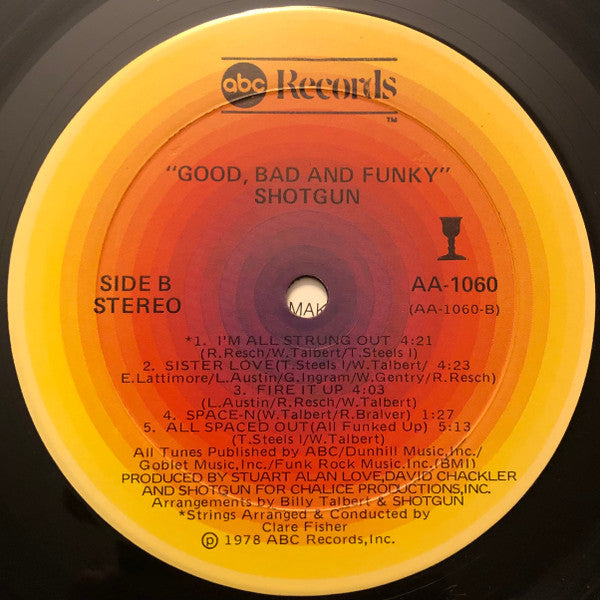 abc Records
TM
"GOOD, BAD AND FUNKY"
SHOTGUN
SIDE B
STEREO
AA-1060
(AA-1060-B)
MAK
*1. I'M ALL STRUNG OUT 4:21
(R.Resch/W.Talbert/T.Steels I)
2. SISTER LOVE(T.Steels I/W.Talbert/ 4:23
E.Lattimore/L.Austin/G.Ingram/W.Gentry/R.Resch)
3. FIRE IT UP 4:03
(L.Austin/R.Resch/W.Talbert)
4. SPACE-N(W.Talbert/R.Bralver) 1:27
5. ALL SPACED OUT(All Funked Up) 5:13
(T.Steels I/W.Talbert)
All Tunes Published by ABC/Dunhill Music,Inc./
Goblet Music,Inc./Funk Rock Music.Inc.(BMI)
PRODUCED BY STUART ALAN LOVE,DAVID CHACKLER
AND SHOTGUN FOR CHALICE PRODUCTIONS,INC.
Arrangements by Billy Talbert & SHOTGUN
*Strings Arranged & Conducted by
Clare Fisher
℗ 1978 ABC Records,Inc.